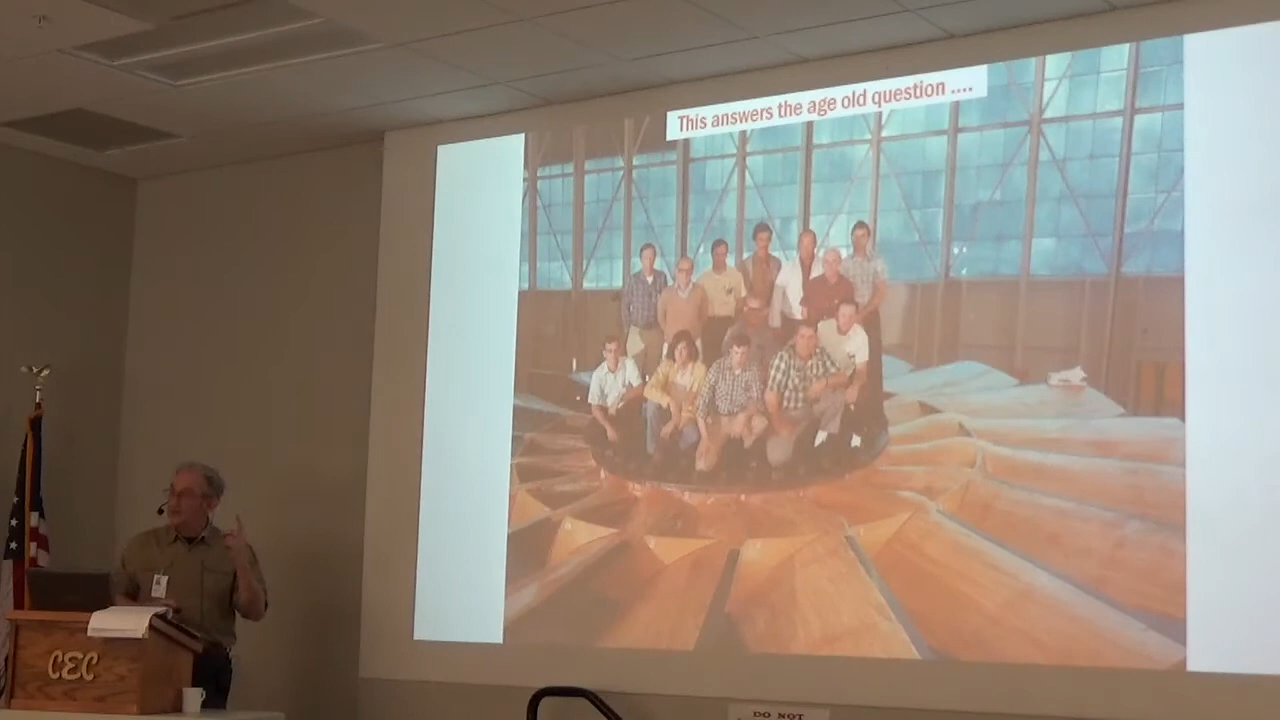 This answers the age old question ....
CEC
DO NOT